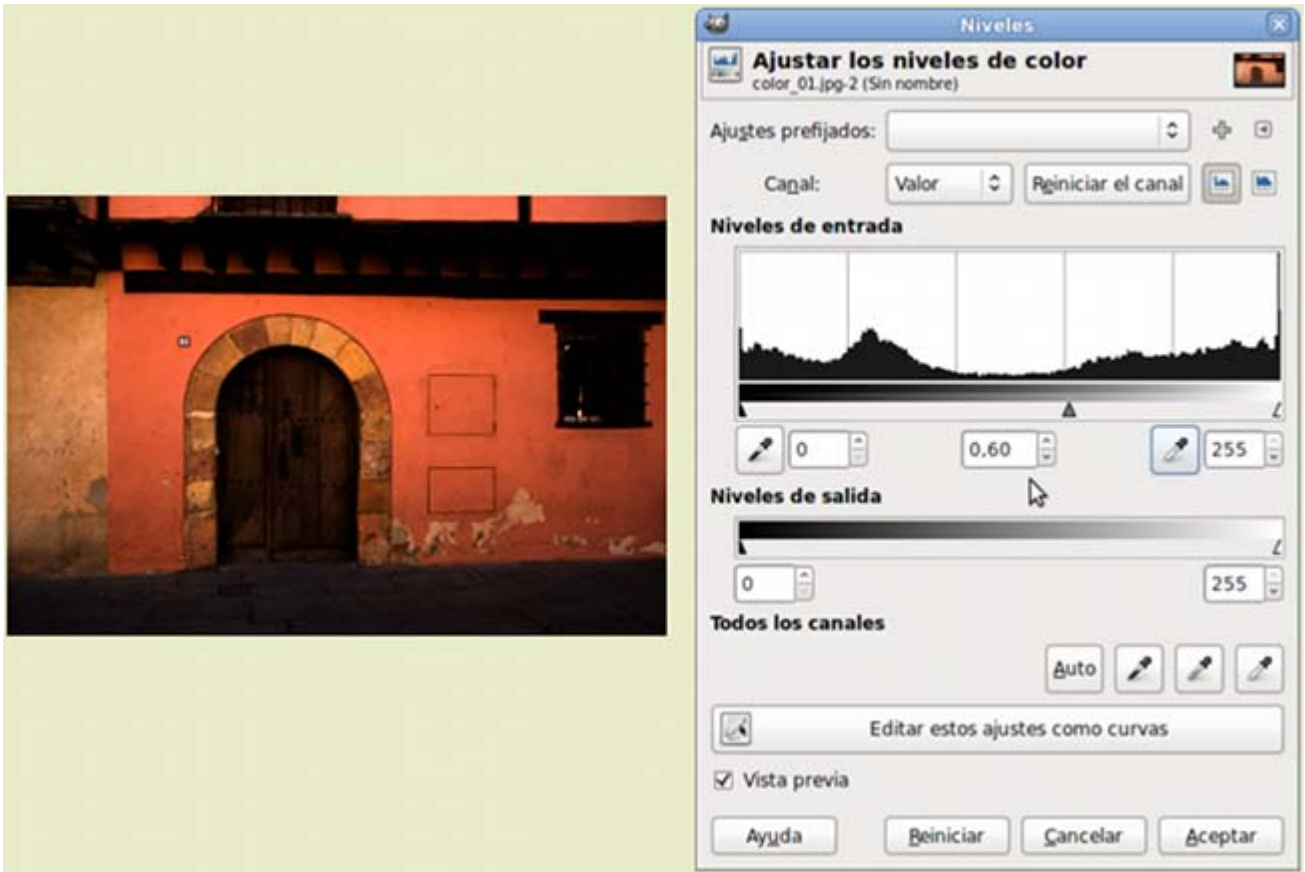 Niveles
Ajustar los niveles de color
color_01.jpg-2 (Sin nombre)
Ajustes prefijados:
Canal: Valor Reiniciar el canal
Niveles de entrada
0 0,60 255
Niveles de salida
0 255
Todos los canales
Auto
Editar estos ajustes como curvas
Vista previa
Ayuda Reiniciar Cancelar Aceptar